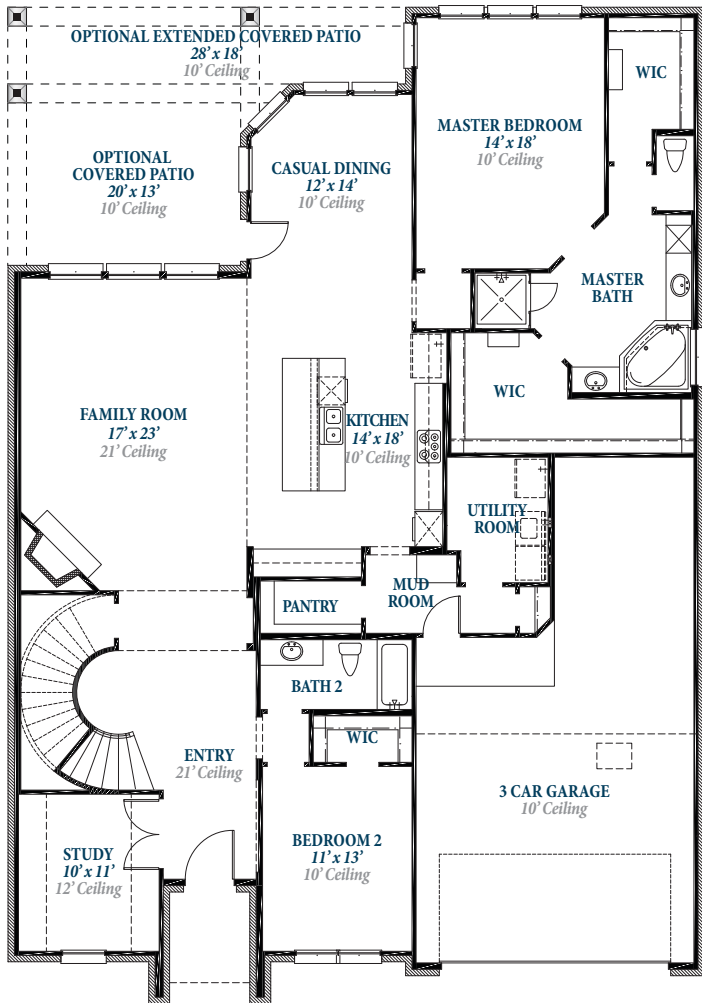 OPTIONAL EXTENDED COVERED PATIO
28' x 18'
10' Ceiling
WIC
MASTER BEDROOM
14' x 18'
10' Ceiling
OPTIONAL
COVERED PATIO
20' x 13'
10' Ceiling
CASUAL DINING
12' x 14'
10' Ceiling
MASTER
BATH
WIC
FAMILY ROOM
17' x 23'
21' Ceiling
KITCHEN
14' x 18'
10' Ceiling
UTILITY
ROOM
MUD
ROOM
PANTRY
BATH 2
WIC
ENTRY
21' Ceiling
3 CAR GARAGE
10' Ceiling
BEDROOM 2
11' x 13'
10' Ceiling
STUDY
10' x 11'
12' Ceiling